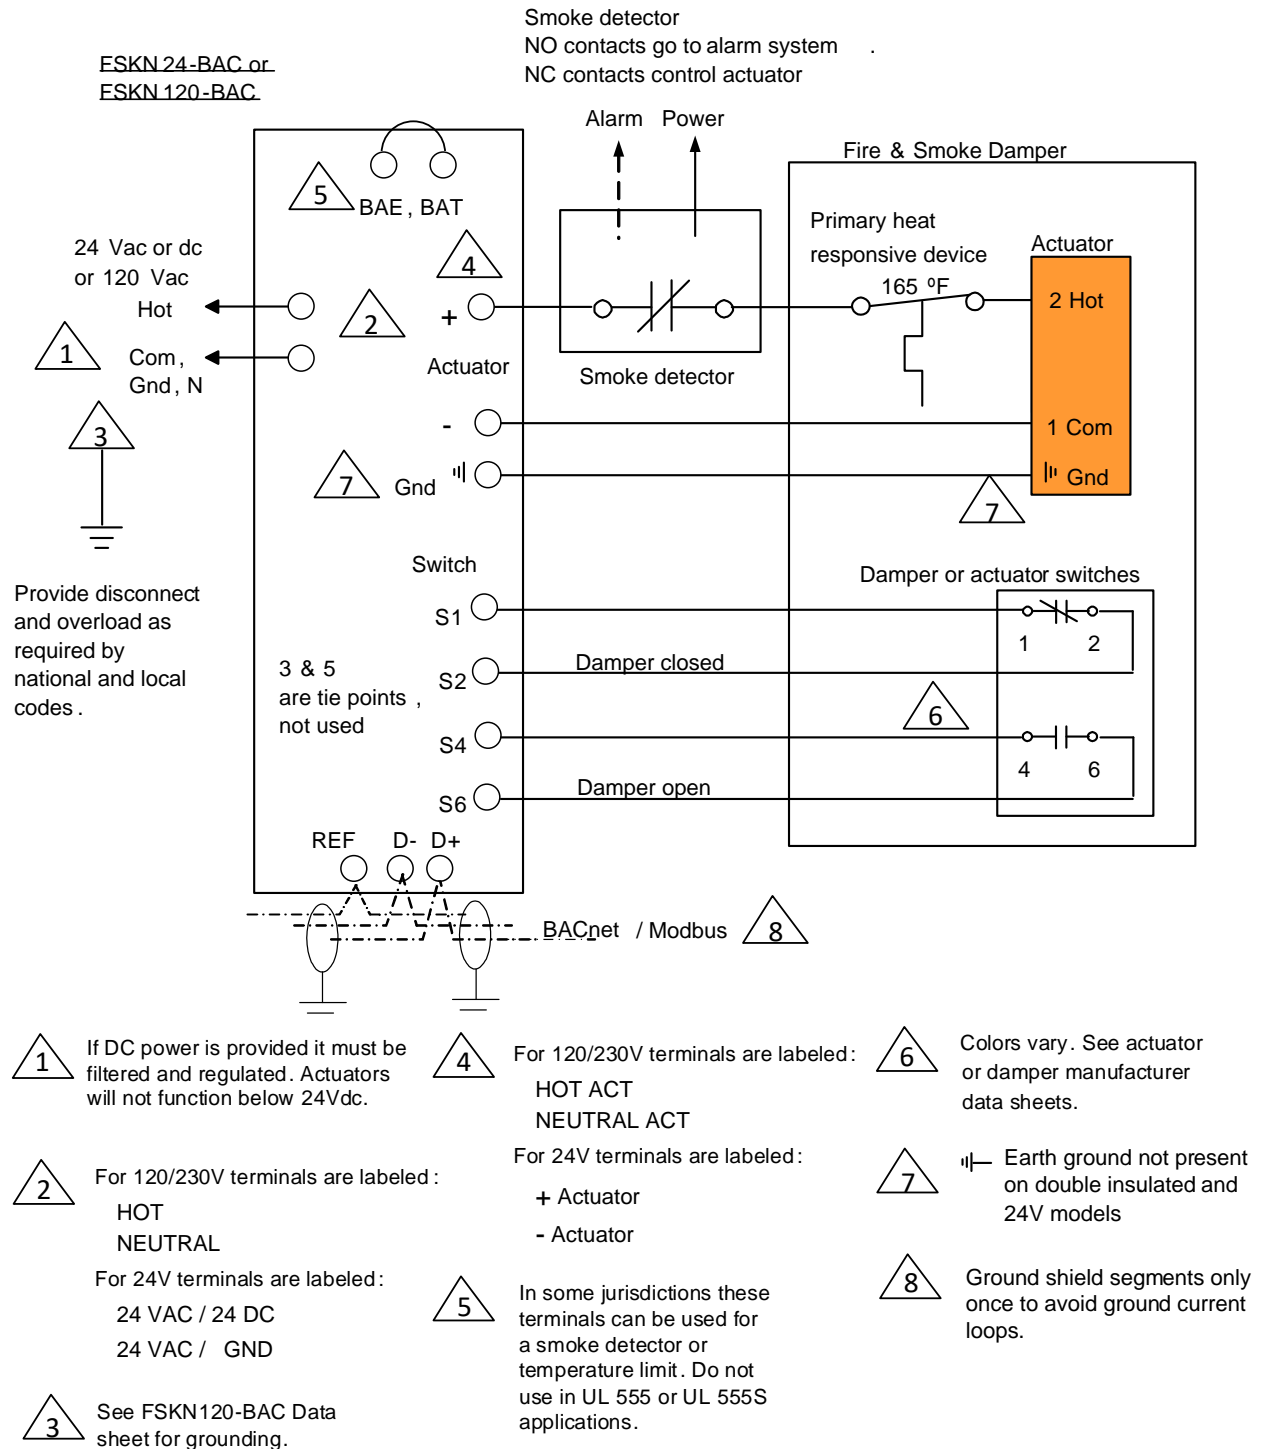 Smoke detector
NO contacts go to alarm system .
NC contacts control actuator
FSKN 24-BAC or
FSKN 120-BAC
Alarm Power
Fire & Smoke Damper
5
BAE, BAT
Primary heat
responsive device
165 ºF
Actuator
24 Vac or dc
or 120 Vac
Hot
4
2
+
2 Hot
1
Com,
Gnd, N
Actuator
Smoke detector
3
-
1 Com
7
Gnd
Gnd
7
Switch
Damper or actuator switches
Provide disconnect
and overload as
required by
national and local
codes.
S1
1 2
3 & 5
are tie points,
not used
S2
Damper closed
6
S4
4 6
S6
Damper open
REF D- D+
BACnet / Modbus
8
1
If DC power is provided it must be
filtered and regulated. Actuators
will not function below 24Vdc.
2
For 120/230V terminals are labeled:
HOT
NEUTRAL
For 24V terminals are labeled:
24 VAC / 24 DC
24 VAC / GND
3
See FSKN120-BAC Data
sheet for grounding.
4
For 120/230V terminals are labeled:
HOT ACT
NEUTRAL ACT
For 24V terminals are labeled:
+ Actuator
- Actuator
5
In some jurisdictions these
terminals can be used for
a smoke detector or
temperature limit. Do not
use in UL 555 or UL 555S
applications.
6
Colors vary. See actuator
or damper manufacturer
data sheets.
7
Earth ground not present
on double insulated and
24V models
8
Ground shield segments only
once to avoid ground current
loops.